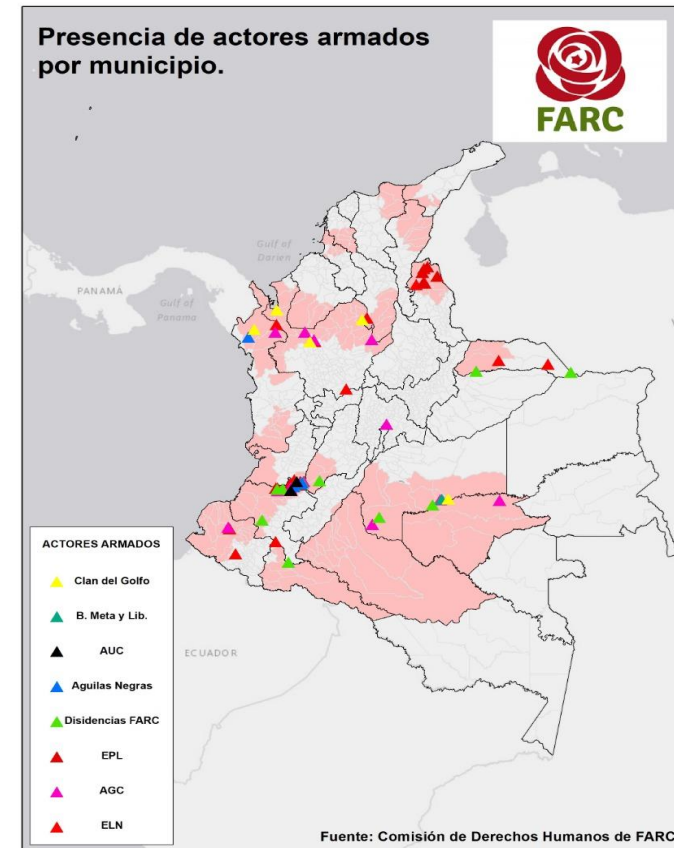 Presencia de actores armados
por municipio.
FARC
Gulf of
Darien
PANAMÁ
Gulf of
Panama
ACTORES ARMADOS
Clan del Golfo
B. Meta y Lib.
AUC
Aguilas Negras
Disidencias FARC
EPL
AGC
ELN
ECUADOR
Fuente: Comisión de Derechos Humanos de FARC